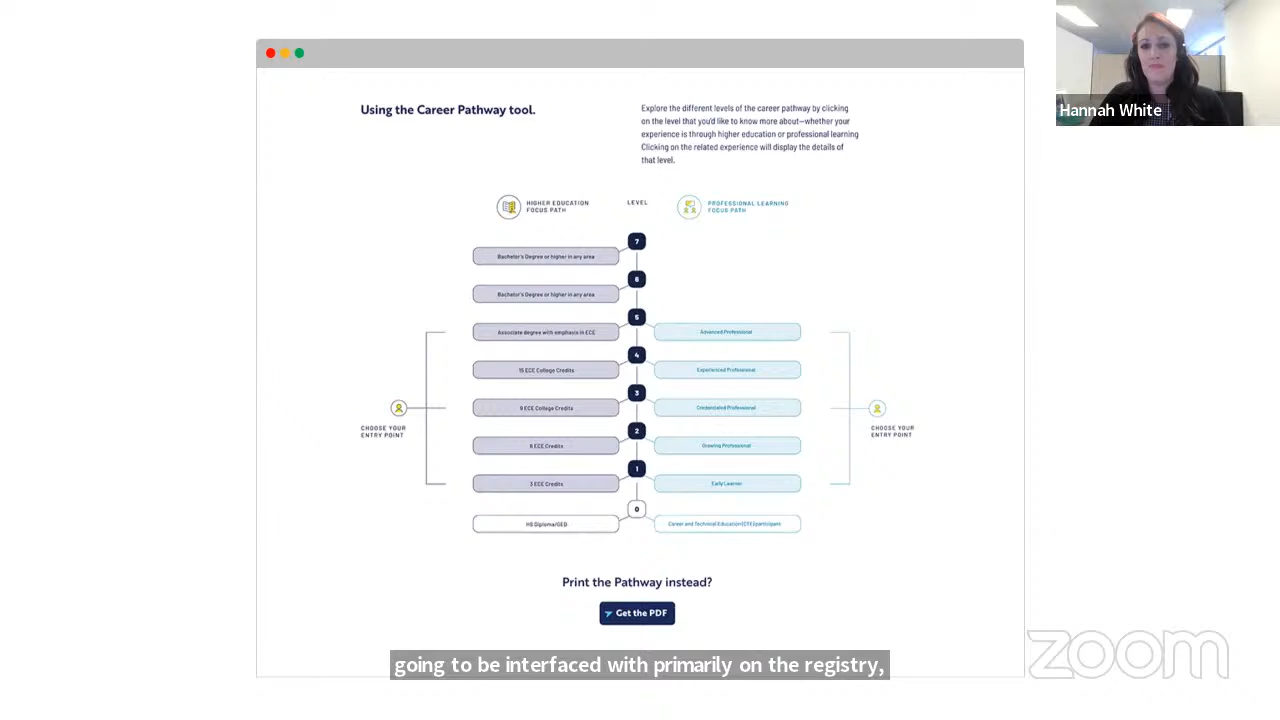 Hannah White
Using the Career Pathway tool.
Explore the different levels of the career pathway by clicking
on the level that you'd like to know more about—whether your
experience is through higher education or professional learning
Clicking on the related experience will display the details of
that level.
HIGHER EDUCATION
FOCUS PATH
LEVEL
PROFESSIONAL LEARNING
FOCUS PATH
7
Bachelor's Degree or higher in any area
6
Bachelor's Degree or higher in any area
5
Associate degree with emphasis in ECE
Advanced Professional
4
15 ECE College Credits
Experienced Professional
3
9 ECE College Credits
Credentialed Professional
CHOOSE YOUR
ENTRY POINT
CHOOSE YOUR
ENTRY POINT
2
6 ECE Credits
Growing Professional
1
3 ECE Credits
Early Learner
0
HS Diploma/GED
Career and Technical Education (CTE) participant
Print the Pathway instead?
Get the PDF
going to be interfaced with primarily on the registry,
zoom